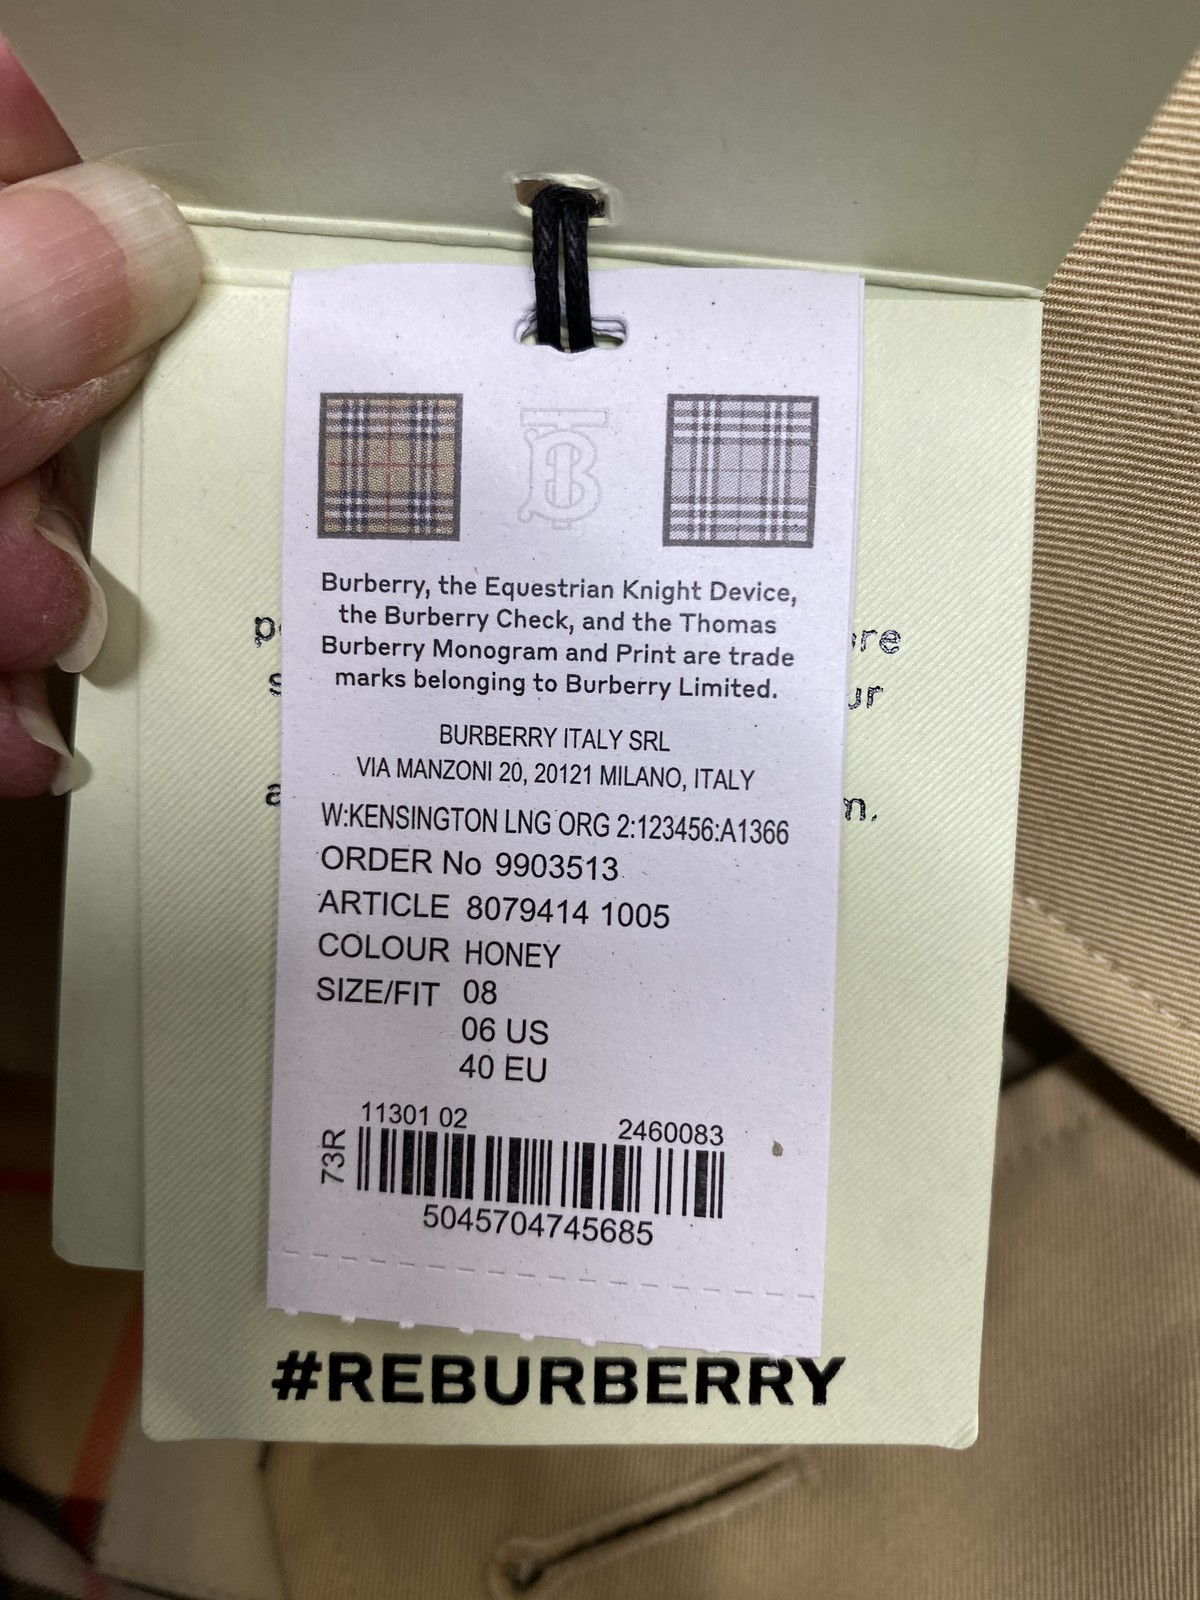 Burberry, the Equestrian Knight Device,
the Burberry Check, and the Thomas
Burberry Monogram and Print are trade
marks belonging to Burberry Limited.
BURBERRY ITALY SRL
VIA MANZONI 20, 20121 MILANO, ITALY
W:KENSINGTON LNG ORG 2:123456:A1366
ORDER No 9903513
ARTICLE 8079414 1005
COLOUR HONEY
SIZE/FIT 08
06 US
40 EU
11301 02 2460083
73R
5045704745685
#REBURBERRY